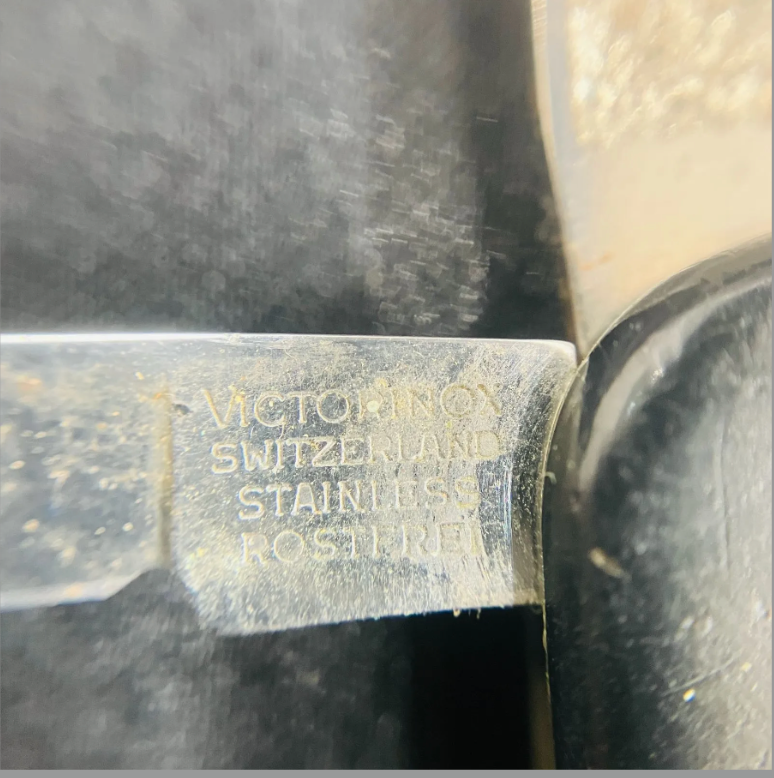 VICTORINOX
SWITZERLAND
STAINLESS
ROSTFREI